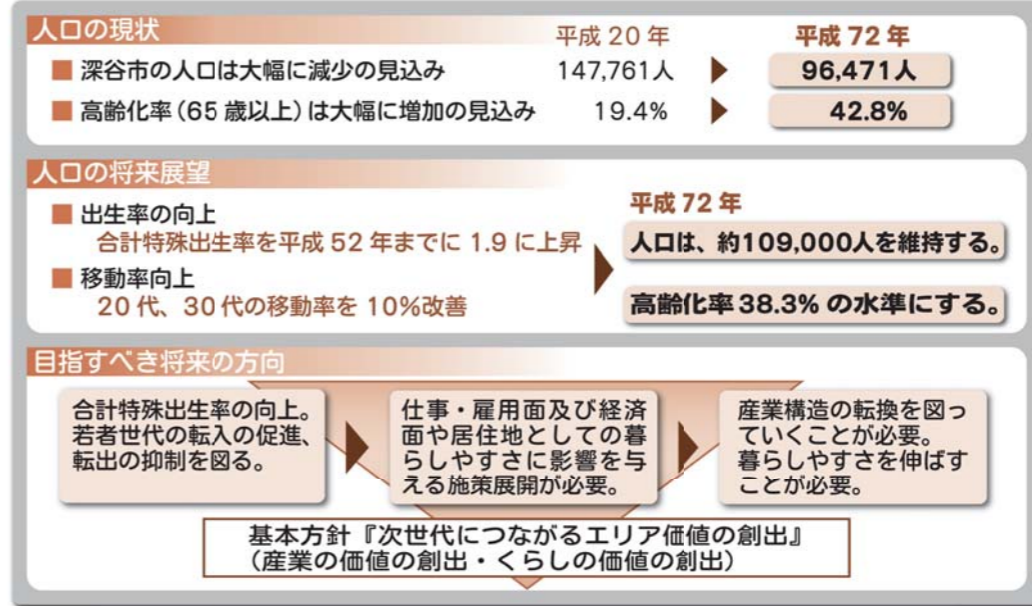 人口の現状
平成 20 年
平成 72 年
■ 深谷市の人口は大幅に減少の見込み 147,761人 ▶ 96,471人
■ 高齢化率(65 歳以上)は大幅に増加の見込み 19.4% ▶ 42.8%
人口の将来展望
■ 出生率の向上
合計特殊出生率を平成 52 年までに 1.9 に上昇
■ 移動率向上
20 代、30 代の移動率を 10%改善
平成 72 年
人口は、約109,000人を維持する。
高齢化率 38.3% の水準にする。
目指すべき将来の方向
合計特殊出生率の向上。
若者世代の転入の促進、
転出の抑制を図る。
仕事・雇用面及び経済
面や居住地としての暮
らしやすさに影響を与
える施策展開が必要。
産業構造の転換を図っ
ていくことが必要。
暮らしやすさを伸ばす
ことが必要。
基本方針『次世代につながるエリア価値の創出』
(産業の価値の創出・くらしの価値の創出)